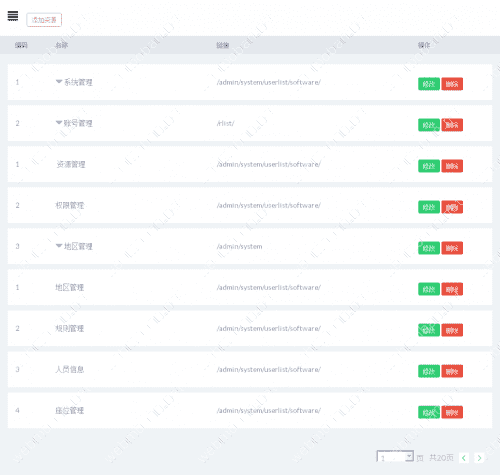 添加资源
编码 名称 链接 操作
1 系统管理 /admin/system/userlist/software/ 修改 删除
2 账号管理 /rlist/ 修改 删除
1 资源管理 /admin/system/userlist/software/ 修改 删除
2 权限管理 /admin/system/userlist/software/ 修改 删除
3 地区管理 /admin/system 修改 删除
1 地区管理 /admin/system/userlist/software/ 修改 删除
2 规则管理 /admin/system/userlist/software/ 修改 删除
3 人员信息 /admin/system/userlist/software/ 修改 删除
4 座位管理 /admin/system/userlist/software/ 修改 删除
1 页 共20页